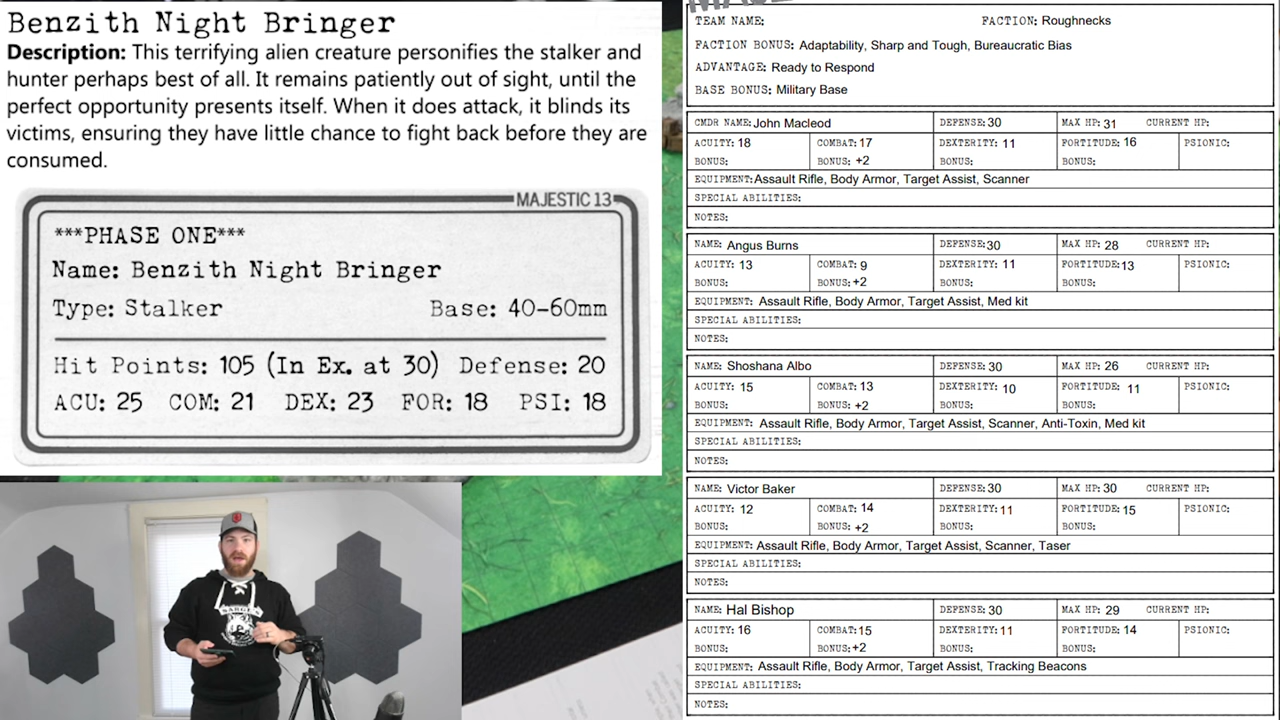 Benzith Night Bringer
Description: This terrifying alien creature personifies the stalker and
hunter perhaps best of all. It remains patiently out of sight, until the
perfect opportunity presents itself. When it does attack, it blinds its
victims, ensuring they have little chance to fight back before they are
consumed.
MAJESTIC 13
***PHASE ONE***
Name: Benzith Night Bringer
Type: Stalker Base: 40-60mm
Hit Points: 105 (In Ex. at 30) Defense: 20
ACU: 25 COM: 21 DEX: 23 FOR: 18 PSI: 18
TEAM NAME: FACTION: Roughnecks
FACTION BONUS: Adaptability, Sharp and Tough, Bureaucratic Bias
ADVANTAGE: Ready to Respond
BASE BONUS: Military Base
CMDR NAME: John Macleod DEFENSE: 30 MAX HP: 31 CURRENT HP:
ACUITY: 18 COMBAT: 17 DEXTERITY: 11 FORTITUDE: 16 PSIONIC:
BONUS: BONUS: +2 BONUS: BONUS:
EQUIPMENT: Assault Rifle, Body Armor, Target Assist, Scanner
SPECIAL ABILITIES:
NOTES:
NAME: Angus Burns DEFENSE: 30 MAX HP: 28 CURRENT HP:
ACUITY: 13 COMBAT: 9 DEXTERITY: 11 FORTITUDE: 13 PSIONIC:
BONUS: BONUS: +2 BONUS: BONUS:
EQUIPMENT: Assault Rifle, Body Armor, Target Assist, Med kit
SPECIAL ABILITIES:
NOTES:
NAME: Shoshana Albo DEFENSE: 30 MAX HP: 26 CURRENT HP:
ACUITY: 15 COMBAT: 13 DEXTERITY: 10 FORTITUDE: 11 PSIONIC:
BONUS: BONUS: +2 BONUS: BONUS:
EQUIPMENT: Assault Rifle, Body Armor, Target Assist, Scanner, Anti-Toxin, Med kit
SPECIAL ABILITIES:
NOTES:
NAME: Victor Baker DEFENSE: 30 MAX HP: 30 CURRENT HP:
ACUITY: 12 COMBAT: 14 DEXTERITY: 11 FORTITUDE: 15 PSIONIC:
BONUS: BONUS: +2 BONUS: BONUS:
EQUIPMENT: Assault Rifle, Body Armor, Target Assist, Scanner, Taser
SPECIAL ABILITIES:
NOTES:
NAME: Hal Bishop DEFENSE: 30 MAX HP: 29 CURRENT HP:
ACUITY: 16 COMBAT: 15 DEXTERITY: 11 FORTITUDE: 14 PSIONIC:
BONUS: BONUS: +2 BONUS: BONUS:
EQUIPMENT: Assault Rifle, Body Armor, Target Assist, Tracking Beacons
SPECIAL ABILITIES:
NOTES: